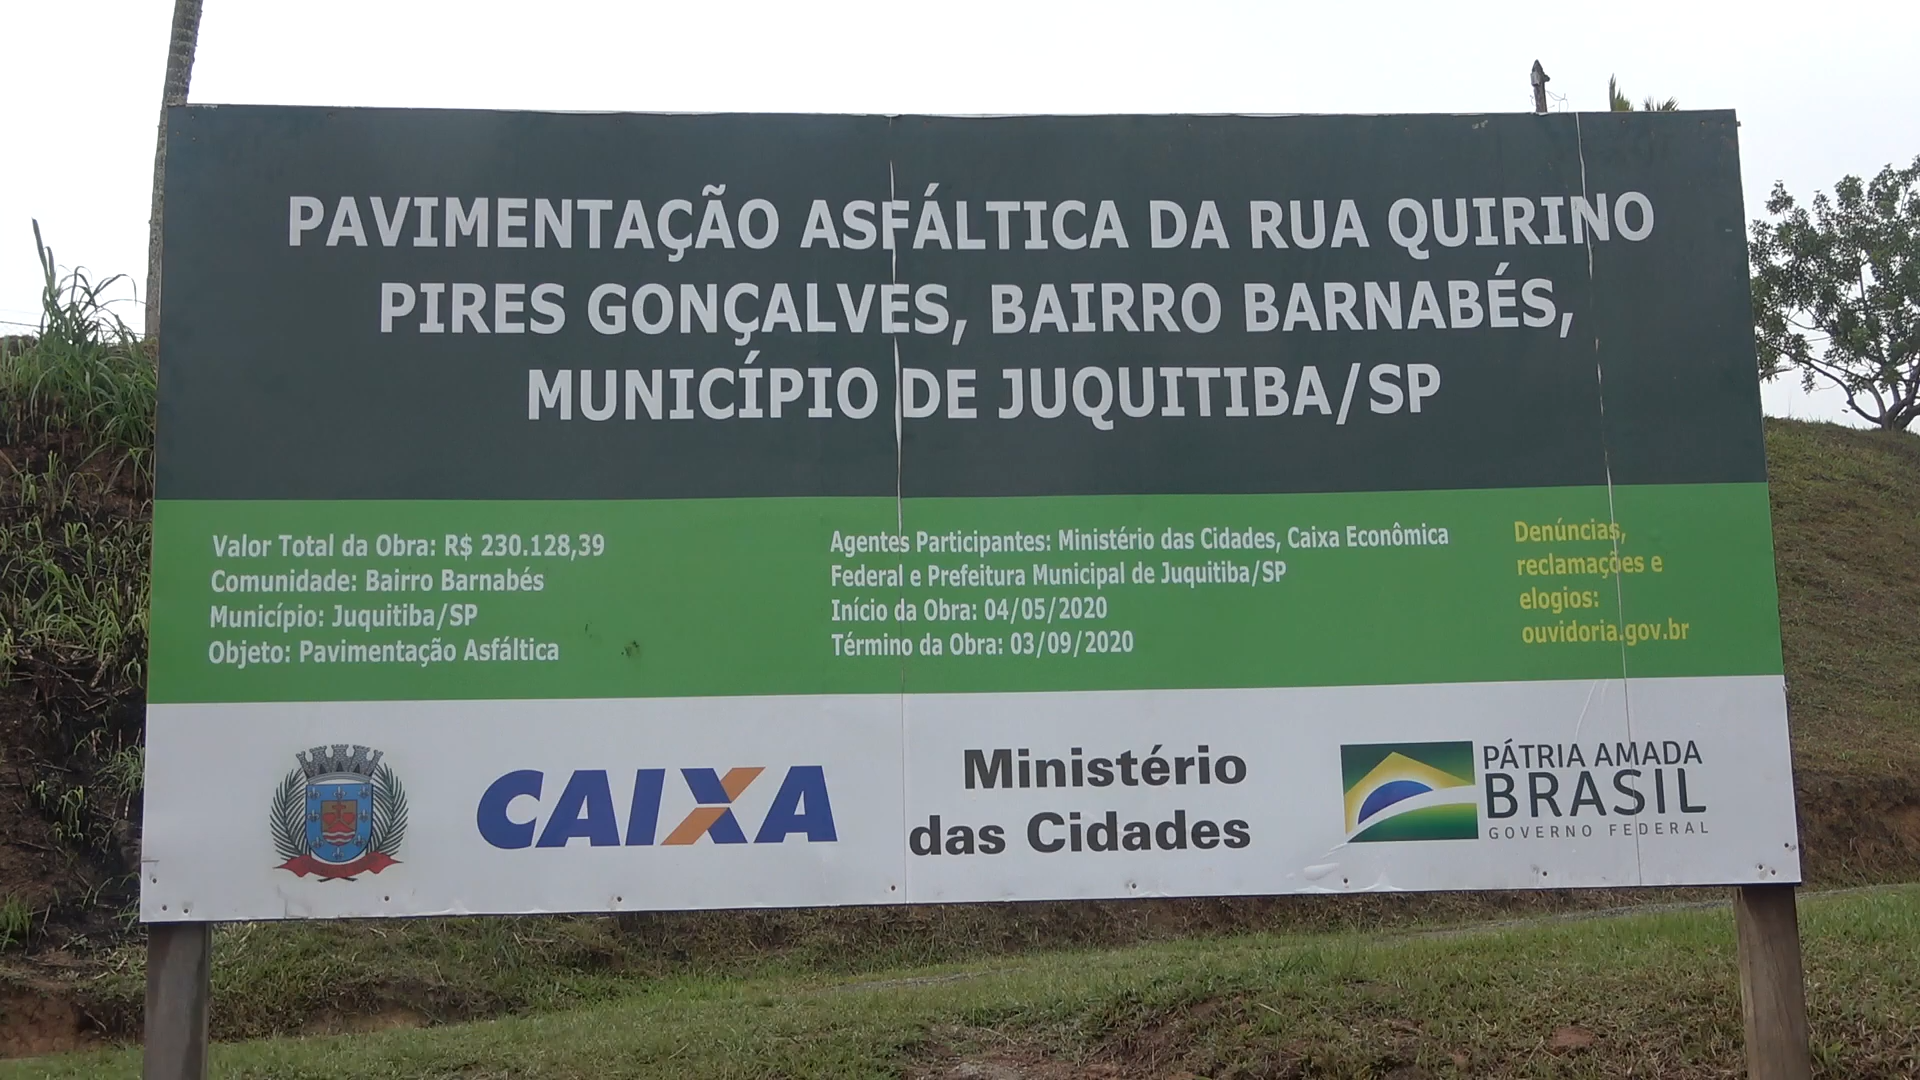 PAVIMENTAÇÃO ASFÁLTICA DA RUA QUIRINO
PIRES GONÇALVES, BAIRRO BARNABÉS,
MUNICÍPIO DE JUQUITIBA/SP
Valor Total da Obra: R$ 230.128,39
Comunidade: Bairro Barnabés
Município: Juquitiba/SP
Objeto: Pavimentação Asfáltica
Agentes Participantes: Ministério das Cidades, Caixa Econômica
Federal e Prefeitura Municipal de Juquitiba/SP
Início da Obra: 04/05/2020
Término da Obra: 03/09/2020
Denúncias,
reclamações e
elogios:
ouvidoria.gov.br
CAIXA
Ministério
das Cidades
PÁTRIA AMADA
BRASIL
GOVERNO FEDERAL